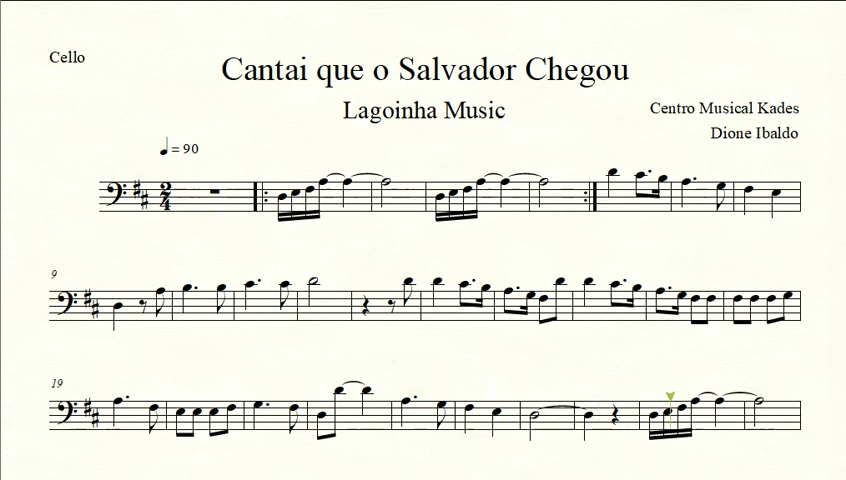 Cello
Cantai que o Salvador Chegou
Lagoinha Music
Centro Musical Kades
Dione Ibaldo
= 90
2
4
9
19